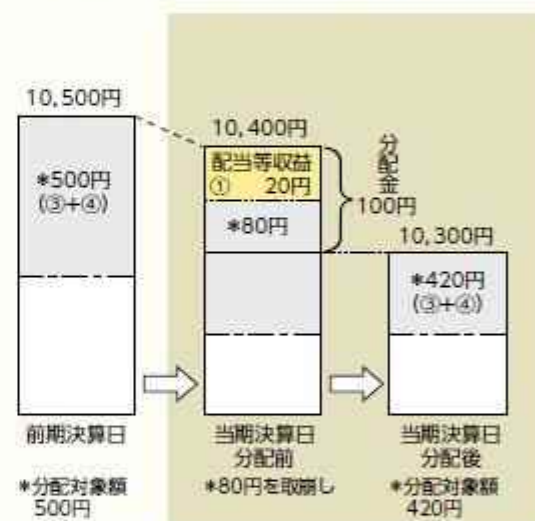 10,500円
*500円
(③+④)
前期決算日
*分配対象額
500円
10,400円
配当等収益
① 20円
*80円
分配金
100円
当期決算日
分配前
*80円を取崩し
10,300円
*420円
(③+④)
当期決算日
分配後
*分配対象額
420円